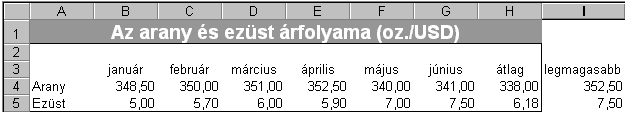 A B C D E F G H I
1 Az arany és ezüst árfolyama (oz./USD)
2
3 január február március április május június átlag legmagasabb
4 Arany 348,50 350,00 351,00 352,50 340,00 341,00 338,00 352,50
5 Ezüst 5,00 5,70 6,00 5,90 7,00 7,50 6,18 7,50